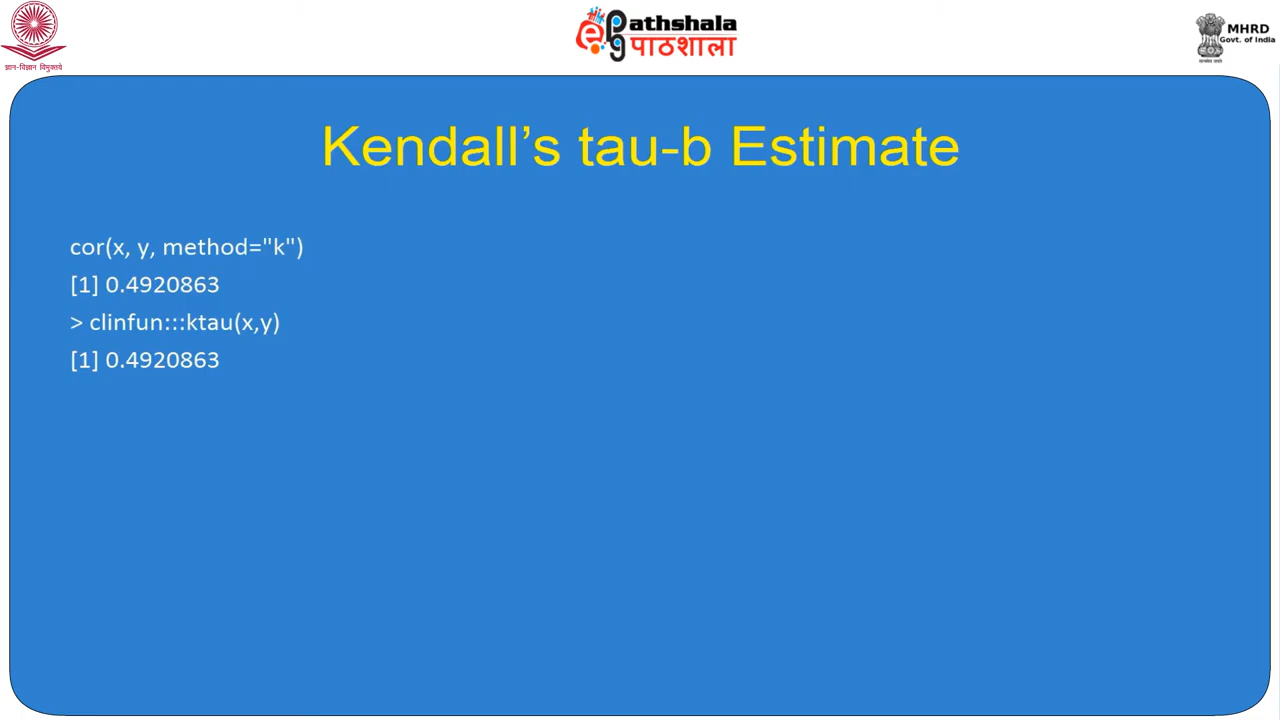 ज्ञान-विज्ञान विमुक्तये
ePathshala
पाठशाला
MHRD
Govt. of India
Kendall’s tau-b Estimate
cor(x, y, method="k")
[1] 0.4920863
> clinfun:::ktau(x,y)
[1] 0.4920863